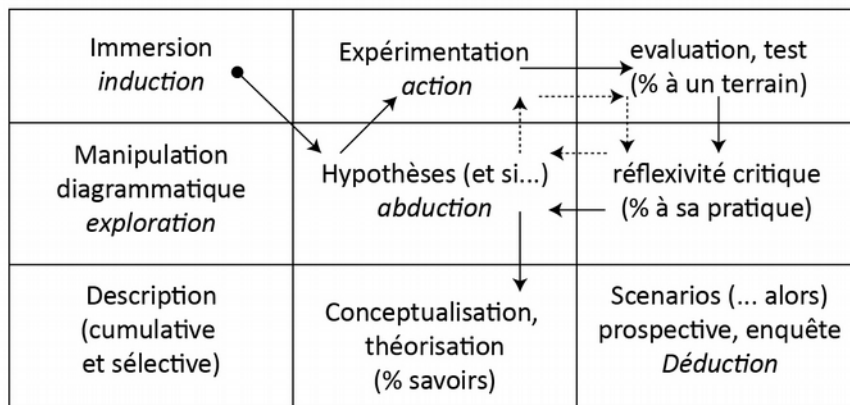 Immersion
induction
Expérimentation
action
evaluation, test
(% à un terrain)
Manipulation
diagrammatique
exploration
Hypothèses (et si...)
abduction
réflexivité critique
(% à sa pratique)
Description
(cumulative
et sélective)
Conceptualisation,
théorisation
(% savoirs)
Scenarios (... alors)
prospective, enquête
Déduction